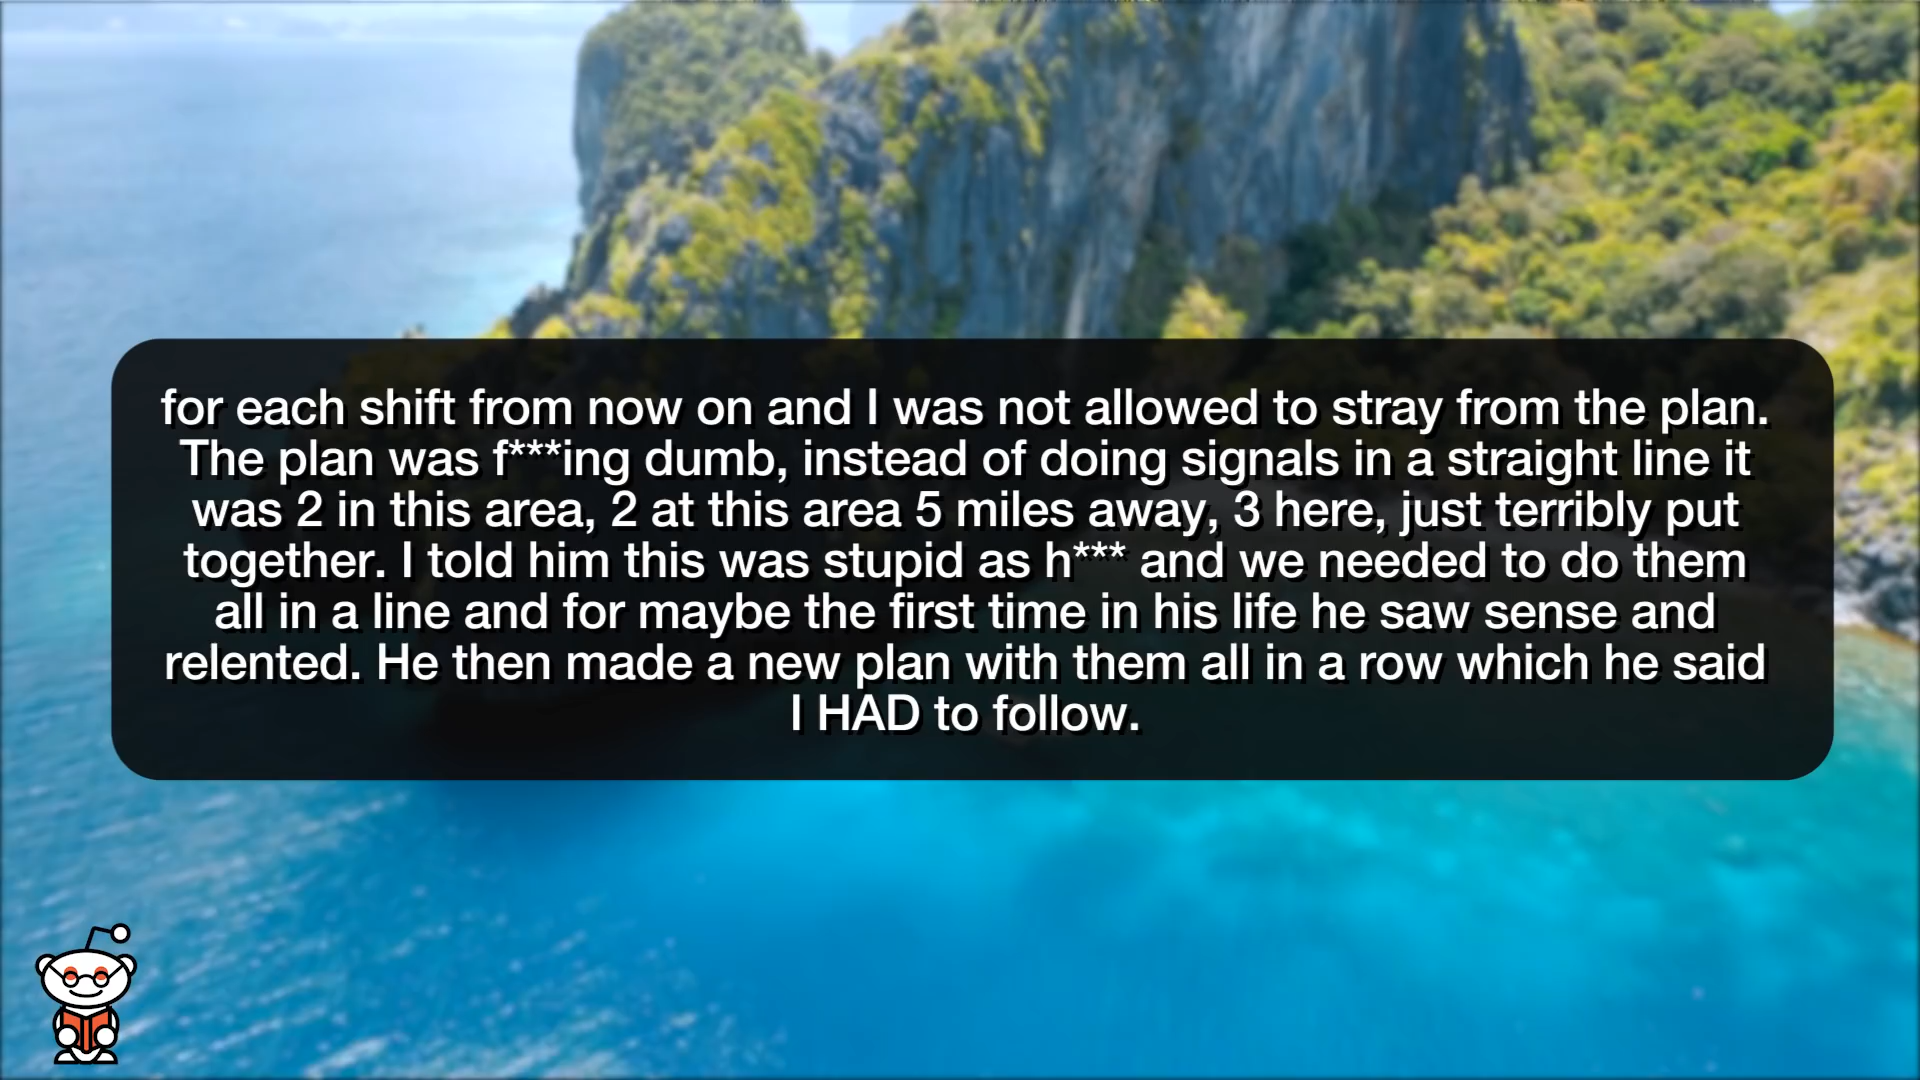 for each shift from now on and I was not allowed to stray from the plan.
The plan was f***ing dumb, instead of doing signals in a straight line it
was 2 in this area, 2 at this area 5 miles away, 3 here, just terribly put
together. I told him this was stupid as h*** and we needed to do them
all in a line and for maybe the first time in his life he saw sense and
relented. He then made a new plan with them all in a row which he said
I HAD to follow.